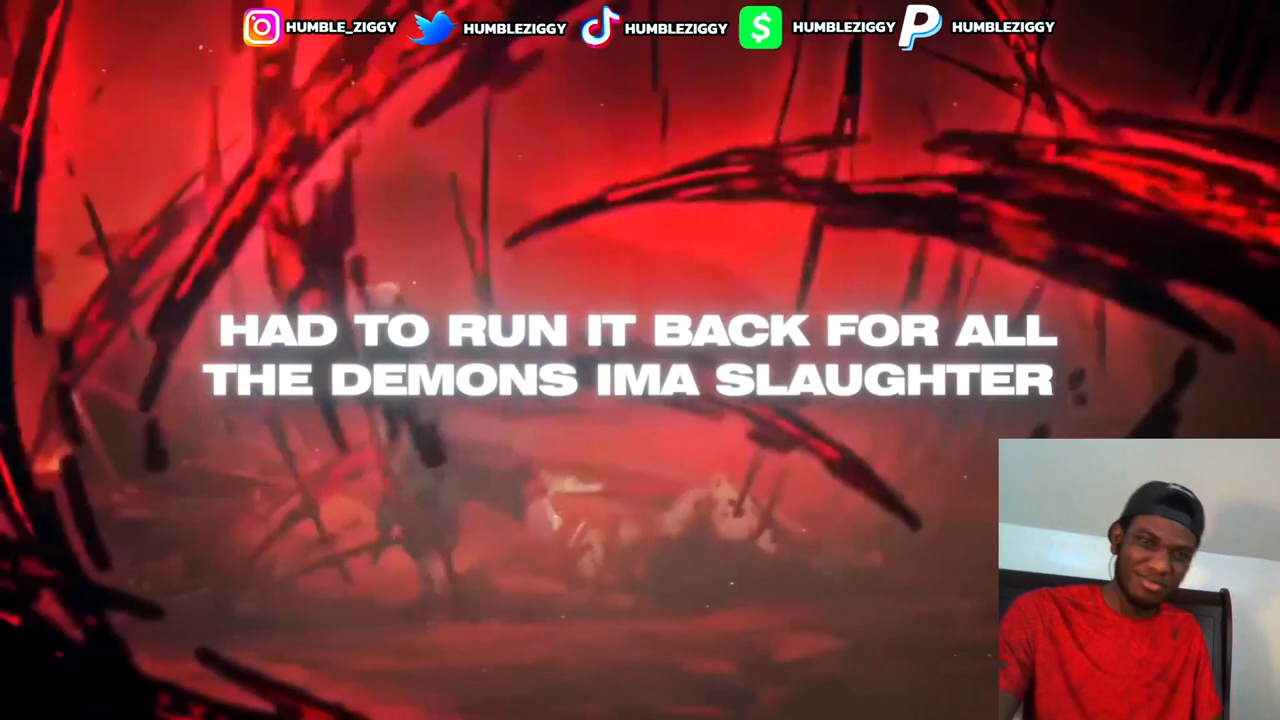 HUMBLE_ZIGGY HUMBLEZIGGY HUMBLEZIGGY HUMBLEZIGGY HUMBLEZIGGY
HAD TO RUN IT BACK FOR ALL
THE DEMONS IMA SLAUGHTER